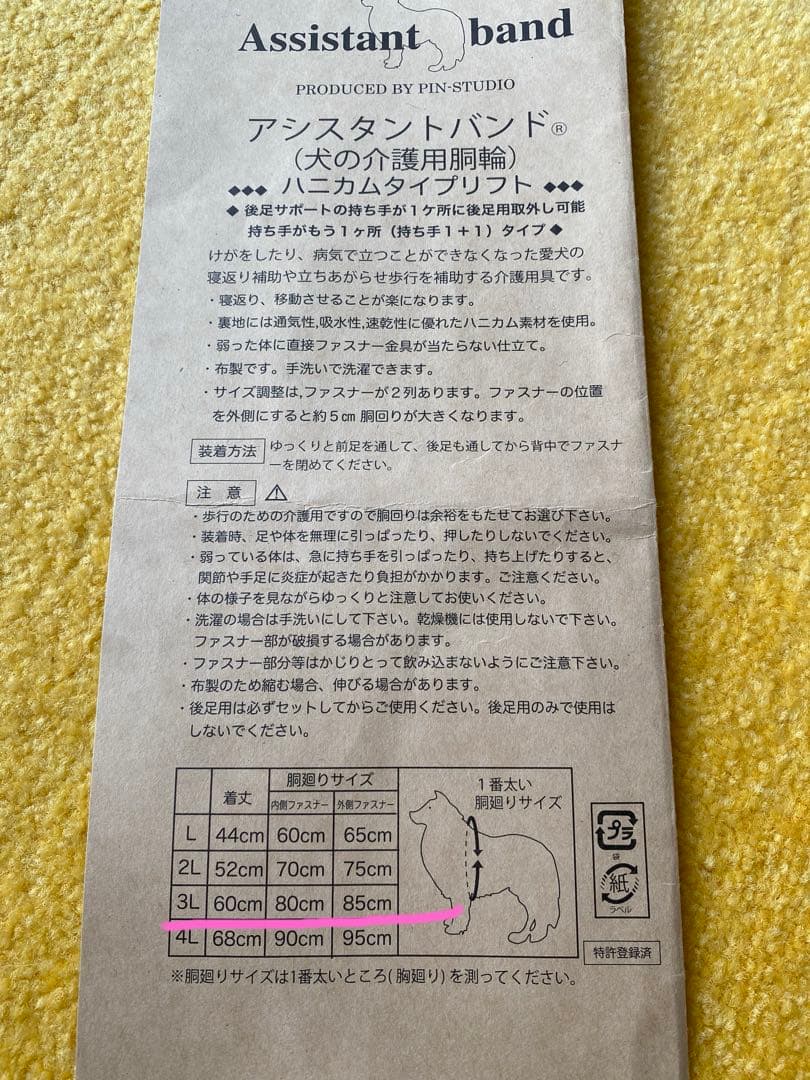 Assistant band
PRODUCED BY PIN-STUDIO
アシスタントバンド®
(犬の介護用胴輪)
◆◆◆ ハニカムタイプリフト ◆◆◆
◆ 後足サポートの持ち手が1ケ所に後足用取外し可能
持ち手がもう1ヶ所(持ち手1+1)タイプ ◆
けがをしたり、病気で立つことができなくなった愛犬の
寝返り補助や立ちあがらせ歩行を補助する介護用具です。
・寝返り、移動させることが楽になります。
・裏地には通気性,吸水性,速乾性に優れたハニカム素材を使用。
・弱った体に直接ファスナー金具が当たらない仕立て。
・布製です。手洗いで洗濯できます。
・サイズ調整は,ファスナーが2列あります。ファスナーの位置
を外側にすると約5㎝ 胴回りが大きくなります。
装着方法 ゆっくりと前足を通して、後足も通してから背中でファスナ
ーを閉めてください。
注 意 ⚠
・歩行のための介護用ですので胴回りは余裕をもたせてお選び下さい。
・装着時、足や体を無理に引っぱったり、押したりしないでください。
・弱っている体は、急に持ち手を引っぱったり、持ち上げたりすると、
関節や手足に炎症が起きたり負担がかかります。ご注意ください。
・体の様子を見ながらゆっくりと注意してお使いください。
・洗濯の場合は手洗いにして下さい。乾燥機には使用しないで下さい。
ファスナー部が破損する場合があります。
・ファスナー部分等はかじりとって飲み込まないようにご注意下さい。
・布製のため縮む場合、伸びる場合があります。
・後足用は必ずセットしてからご使用ください。後足用のみで使用は
しないでください。
着丈 胴廻りサイズ
内側ファスナー 外側ファスナー
L 44cm 60cm 65cm
2L 52cm 70cm 75cm
3L 60cm 80cm 85cm
4L 68cm 90cm 95cm
1番太い
胴廻りサイズ
プラ
袋
紙
ラベル
特許登録済
※胴廻りサイズは1番太いところ(胸廻り)を測ってください。